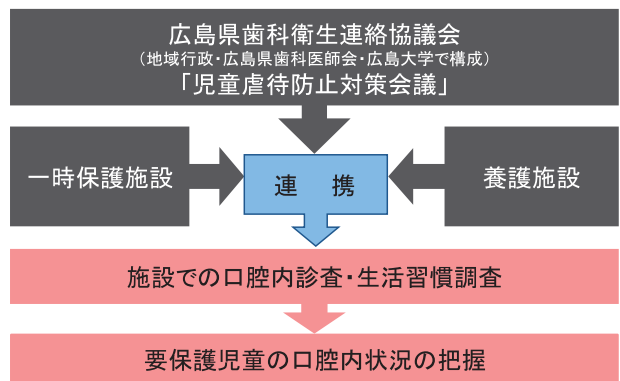 広島県歯科衛生連絡協議会
（地域行政・広島県歯科医師会・広島大学で構成）
「児童虐待防止対策会議」
一時保護施設
連　携
養護施設
施設での口腔内診査・生活習慣調査
要保護児童の口腔内状況の把握